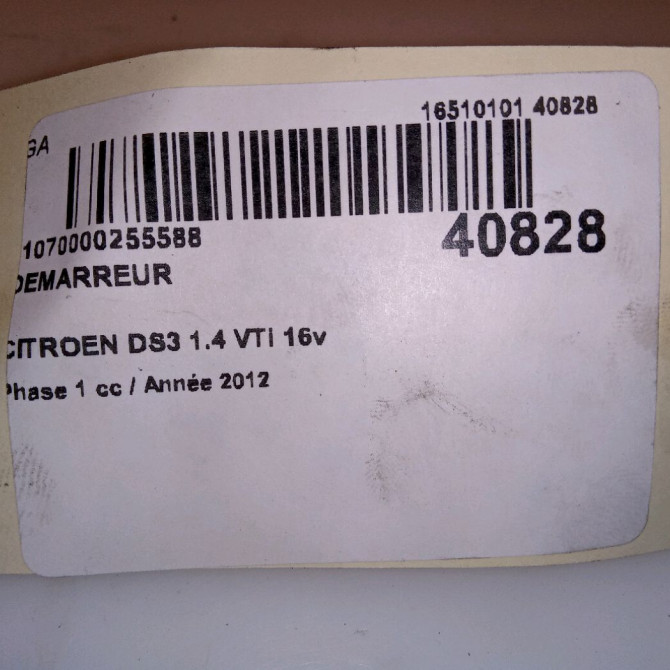 16510101 40828
GA
1070000255588
40828
DEMARREUR
CITROEN DS3 1.4 VTi 16v
Phase 1 cc / Année 2012